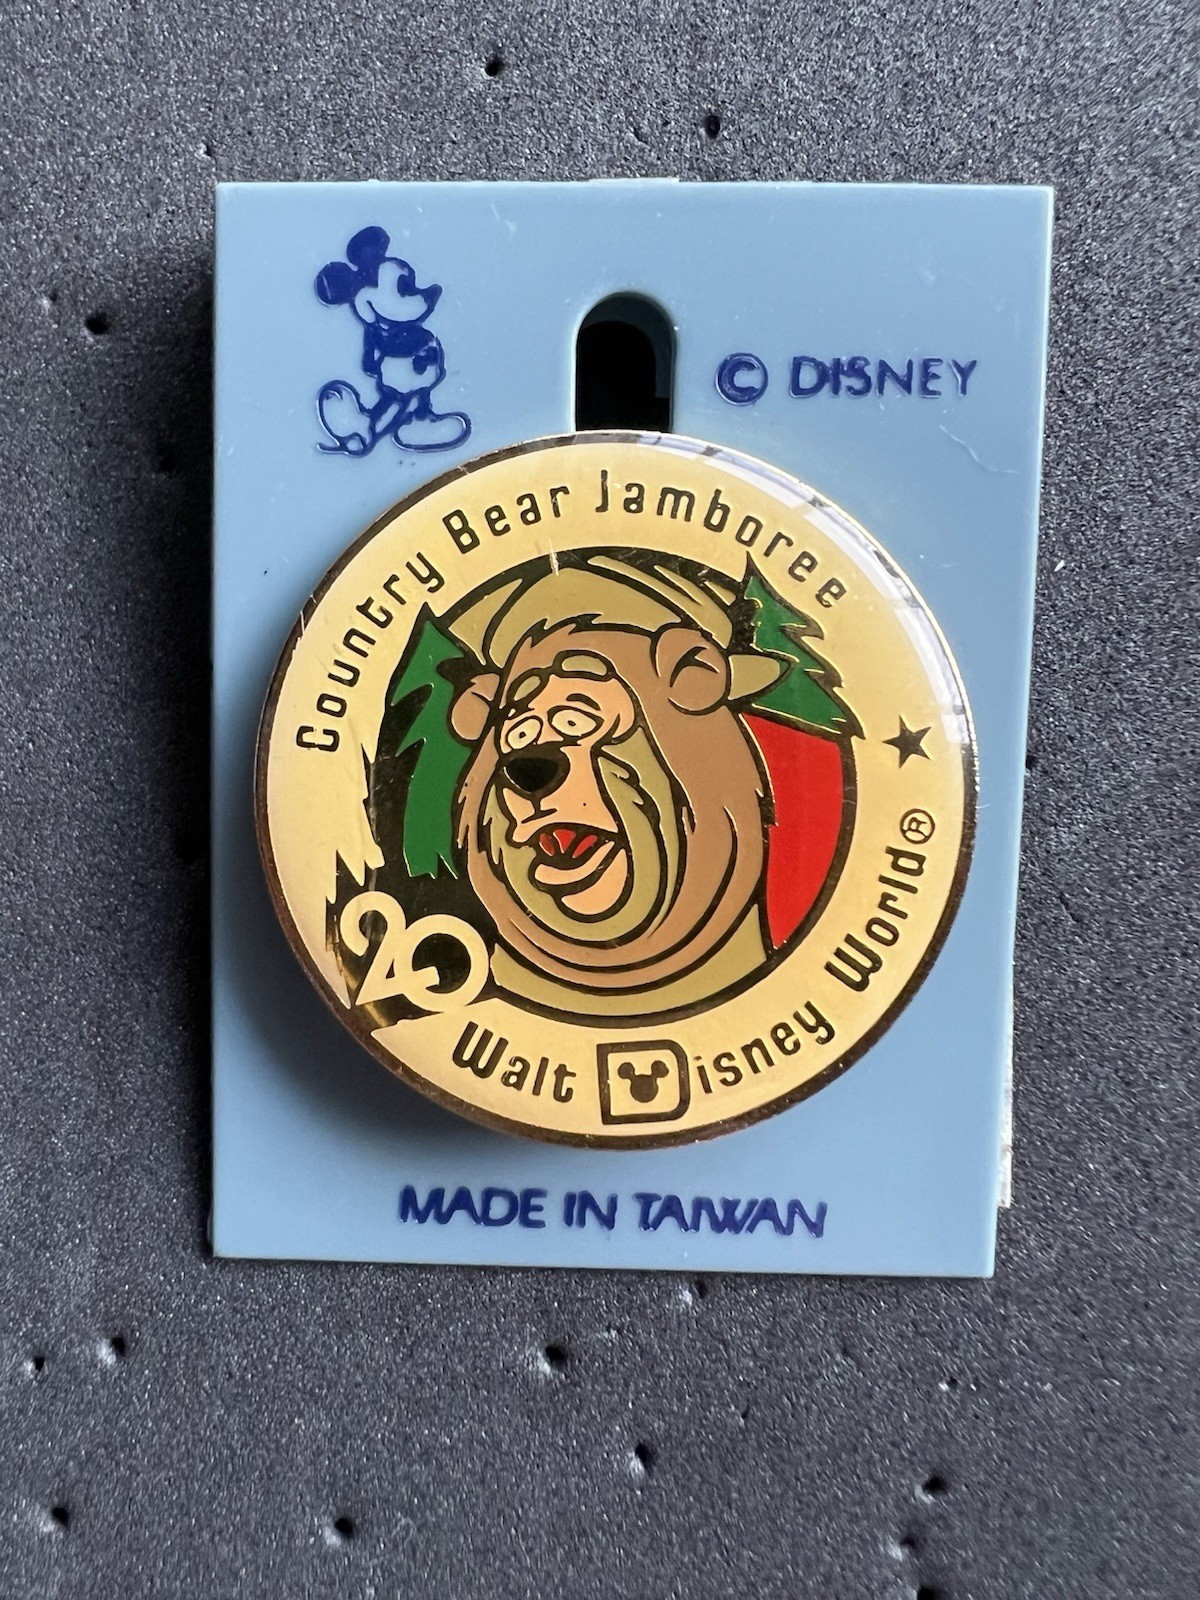 © DISNEY
Country Bear Jamboree
★
20
Walt Disney World®
MADE IN TAIWAN